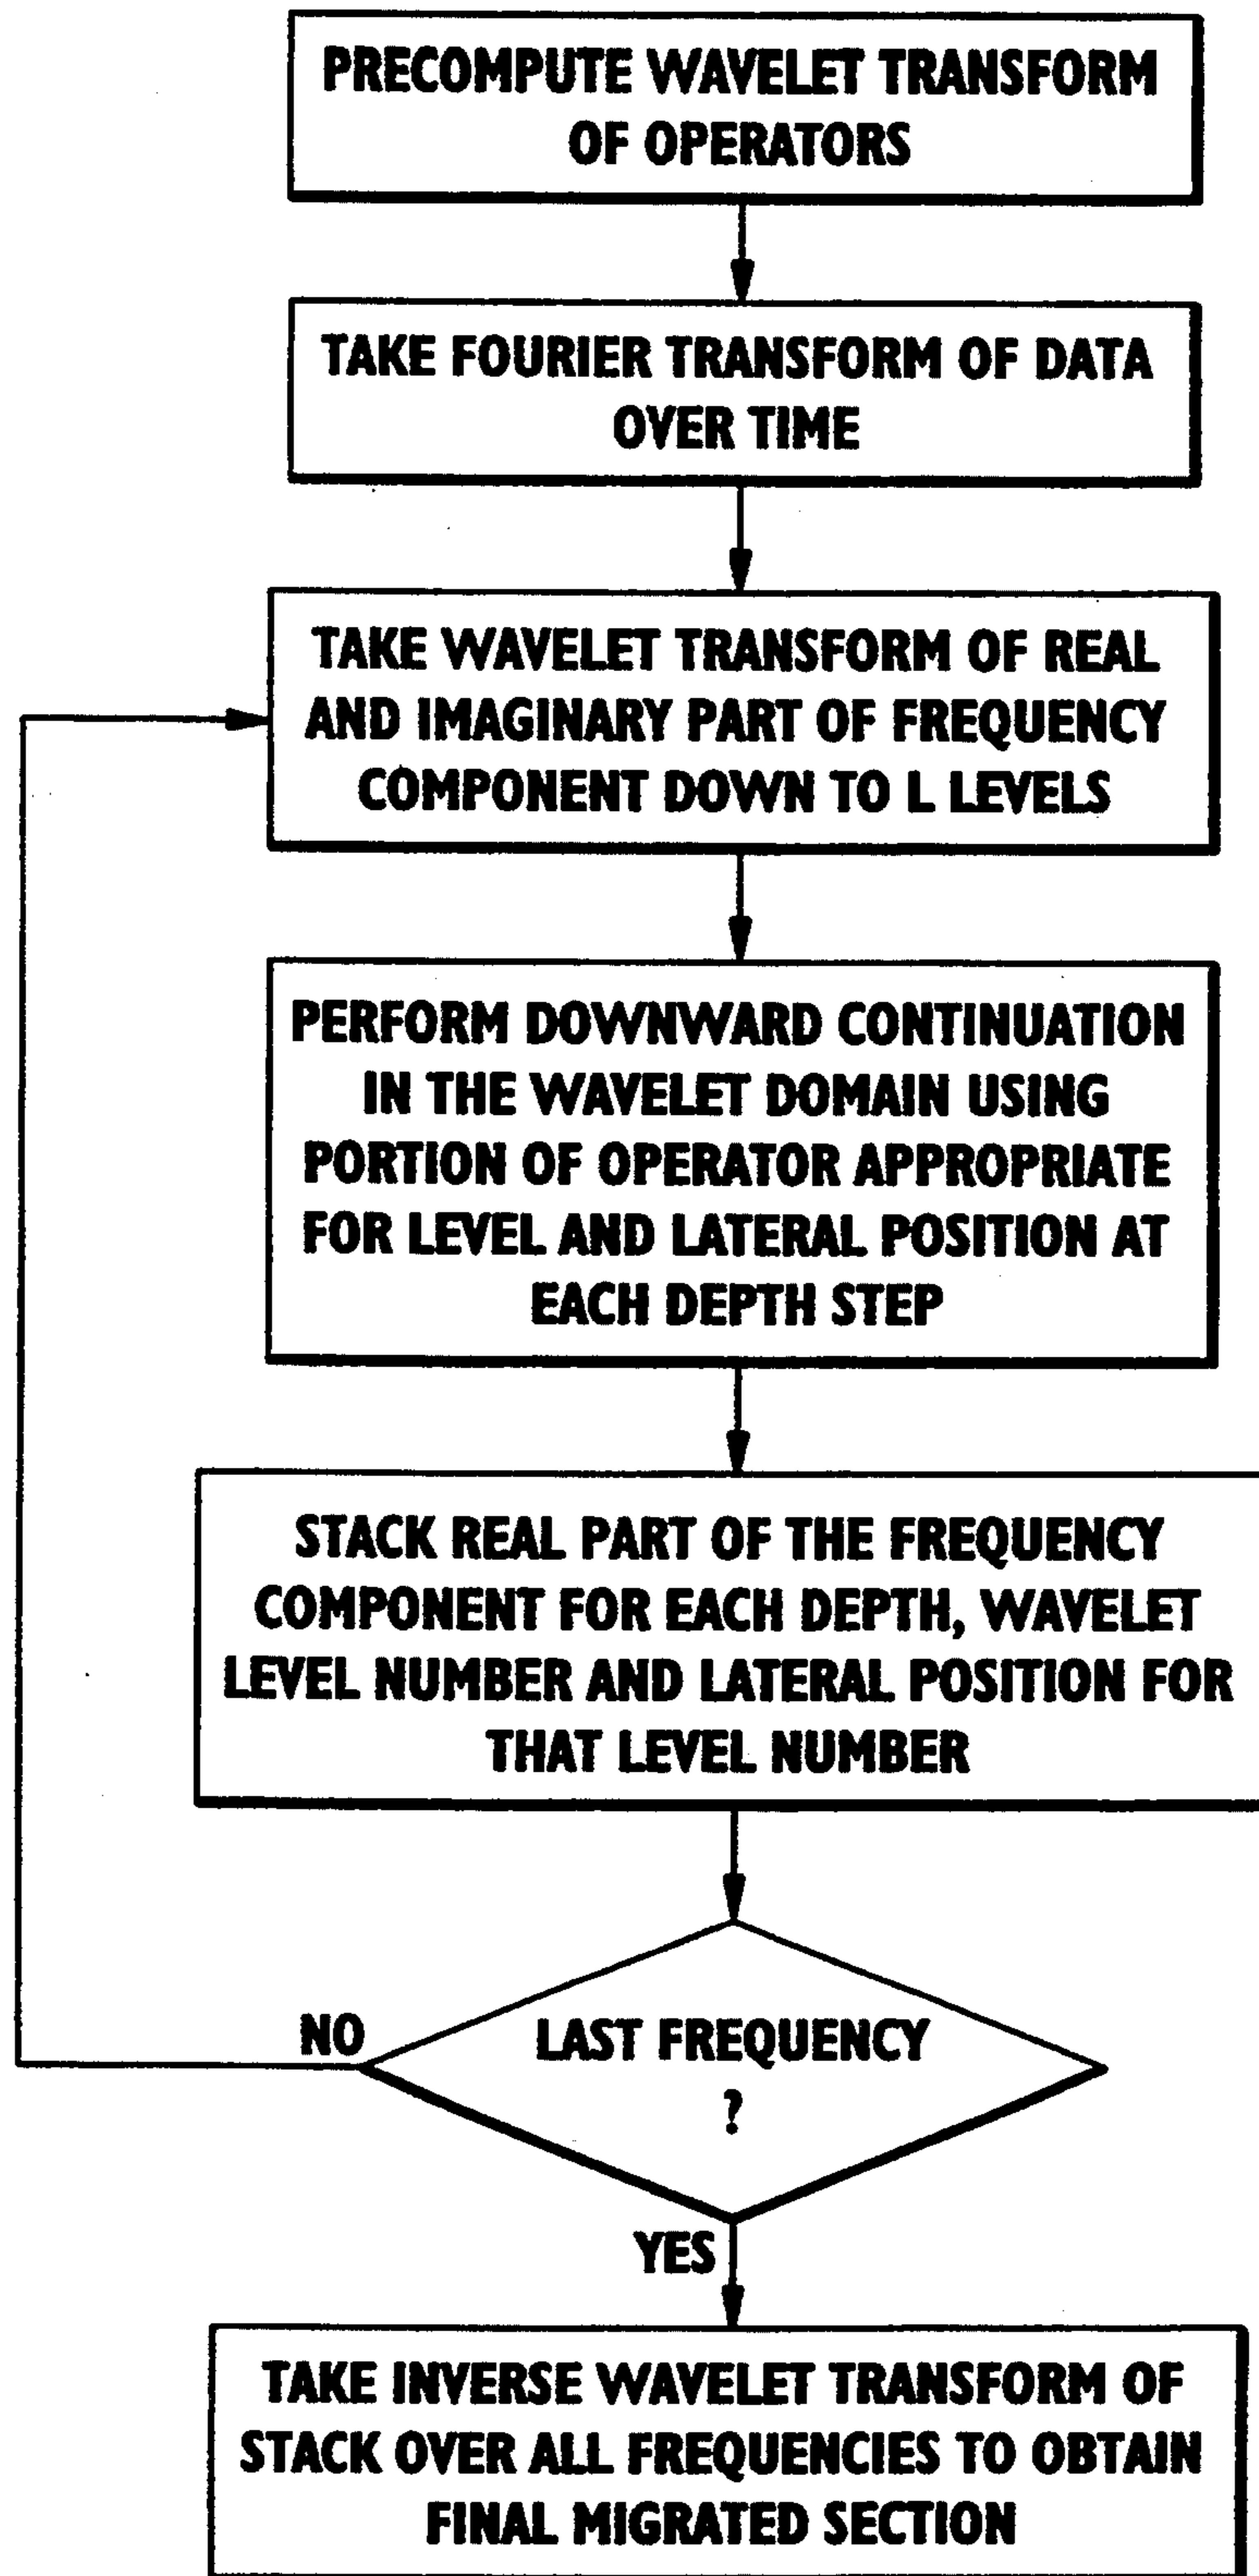 PRECOMPUTE WAVELET TRANSFORM
OF OPERATORS
TAKE FOURIER TRANSFORM OF DATA
OVER TIME
TAKE WAVELET TRANSFORM OF REAL
AND IMAGINARY PART OF FREQUENCY
COMPONENT DOWN TO L LEVELS
PERFORM DOWNWARD CONTINUATION
IN THE WAVELET DOMAIN USING
PORTION OF OPERATOR APPROPRIATE
FOR LEVEL AND LATERAL POSITION AT
EACH DEPTH STEP
STACK REAL PART OF THE FREQUENCY
COMPONENT FOR EACH DEPTH, WAVELET
LEVEL NUMBER AND LATERAL POSITION FOR
THAT LEVEL NUMBER
NO
LAST FREQUENCY
?
YES
TAKE INVERSE WAVELET TRANSFORM OF
STACK OVER ALL FREQUENCIES TO OBTAIN
FINAL MIGRATED SECTION